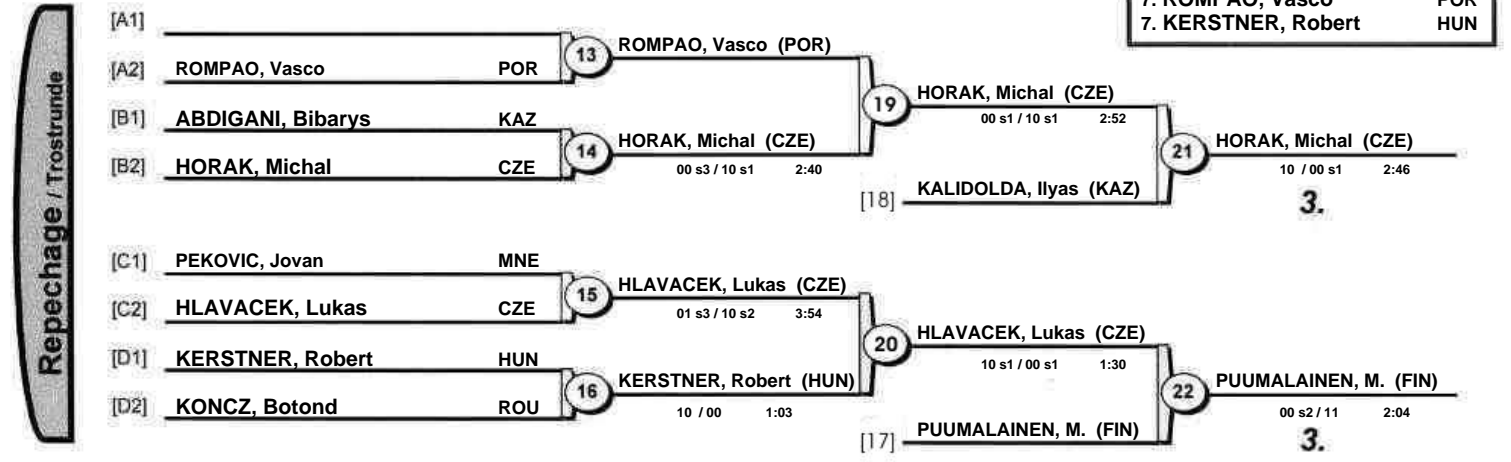 7. ROMPAO, Vasco POR
7. KERSTNER, Robert HUN
Repechage / Trostrunde
[A1]
[A2] ROMPAO, Vasco POR
13 ROMPAO, Vasco (POR)
[B1] ABDIGANI, Bibarys KAZ
[B2] HORAK, Michal CZE
14 HORAK, Michal (CZE)
00 s3 / 10 s1 2:40
19 HORAK, Michal (CZE)
00 s1 / 10 s1 2:52
[18] KALIDOLDA, Ilyas (KAZ)
21 HORAK, Michal (CZE)
10 / 00 s1 2:46
3.
[C1] PEKOVIC, Jovan MNE
[C2] HLAVACEK, Lukas CZE
15 HLAVACEK, Lukas (CZE)
01 s3 / 10 s2 3:54
[D1] KERSTNER, Robert HUN
[D2] KONCZ, Botond ROU
16 KERSTNER, Robert (HUN)
10 / 00 1:03
20 HLAVACEK, Lukas (CZE)
10 s1 / 00 s1 1:30
[17] PUUMALAINEN, M. (FIN)
22 PUUMALAINEN, M. (FIN)
00 s2 / 11 2:04
3.